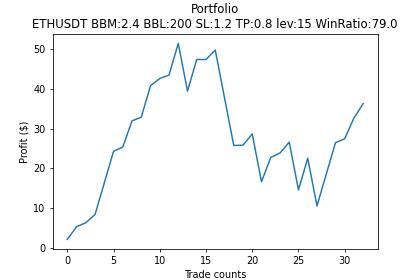 Portfolio
ETHUSDT BBM:2.4 BBL:200 SL:1.2 TP:0.8 lev:15 WinRatio:79.0
50
40
30
20
10
0
Profit ($)
0 5 10 15 20 25 30
Trade counts